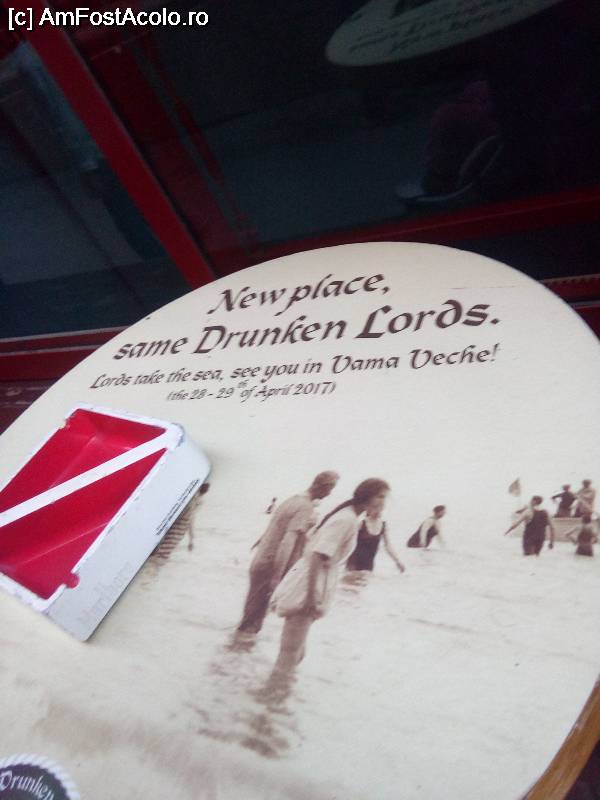 [c] AmFostAcolo.ro
New place,
same Drunken Lords.
Lords take the sea, see you in Vama Veche!
(the 28 - 29th of April 2017)
Marlboro
Drunken